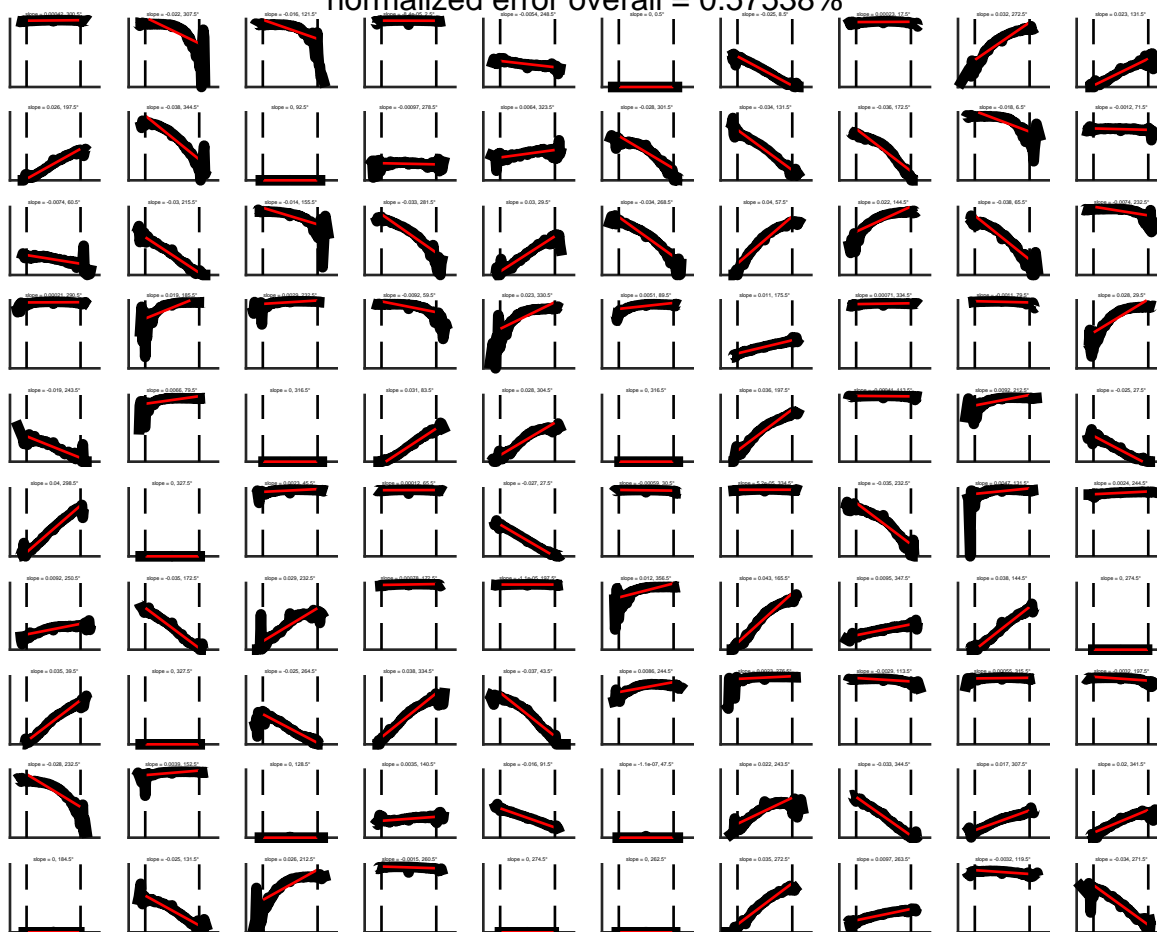 normarized error overall = 0.57538%
slope = -0.022, 307.5° slope = -0.016, 121.5° slope = -0.0054, 248.5° slope = 0, 0.5° slope = -0.025, 8.5° slope = 0.032, 272.5° slope = 0.023, 131.5°
slope = 0.026, 197.5° slope = -0.038, 344.5° slope = 0, 92.5° slope = -0.00097, 278.5° slope = 0.0064, 323.5° slope = -0.028, 301.5° slope = -0.034, 131.5° slope = -0.036, 172.5° slope = -0.018, 6.5° slope = -0.0012, 71.5°
slope = -0.0074, 60.5° slope = -0.03, 215.5° slope = -0.014, 155.5° slope = -0.033, 281.5° slope = 0.03, 29.5° slope = -0.034, 268.5° slope = 0.04, 57.5° slope = 0.022, 144.5° slope = -0.038, 65.5° slope = -0.0074, 232.5°
slope = 0.019, 185.5° slope = -0.0092, 59.5° slope = 0.023, 330.5° slope = 0.0051, 89.5° slope = 0.011, 175.5° slope = 0.00071, 334.5° slope = 0.028, 29.5°
slope = -0.019, 243.5° slope = 0.0066, 79.5° slope = 0, 316.5° slope = 0.031, 83.5° slope = 0.028, 304.5° slope = 0, 316.5° slope = 0.036, 197.5° slope = 0.0092, 212.5° slope = -0.025, 27.5°
slope = 0.04, 298.5° slope = 0, 327.5° slope = 0.0023, 45.5° slope = 0.00012, 65.5° slope = -0.027, 27.5° slope = -0.00059, 30.5° slope = -0.035, 232.5° slope = 0.0047, 131.5° slope = 0.0024, 244.5°
slope = 0.0092, 250.5° slope = -0.035, 172.5° slope = 0.029, 232.5° slope = 0.012, 356.5° slope = 0.043, 165.5° slope = 0.0095, 347.5° slope = 0.038, 144.5° slope = 0, 274.5°
slope = 0.035, 39.5° slope = 0, 327.5° slope = -0.025, 264.5° slope = 0.038, 334.5° slope = -0.037, 43.5° slope = 0.0086, 244.5° slope = -0.0029, 113.5° slope = 0.00055, 315.5° slope = -0.0032, 197.5°
slope = -0.028, 232.5° slope = 0.0039, 152.5° slope = 0, 128.5° slope = 0.0035, 140.5° slope = -0.016, 91.5° slope = -1.1e-07, 47.5° slope = 0.022, 243.5° slope = -0.033, 344.5° slope = 0.017, 307.5° slope = 0.02, 341.5°
slope = 0, 184.5° slope = -0.025, 131.5° slope = 0.026, 212.5° slope = -0.0015, 260.5° slope = 0, 274.5° slope = 0, 262.5° slope = 0.035, 272.5° slope = 0.0097, 263.5° slope = -0.0032, 119.5° slope = -0.034, 271.5°